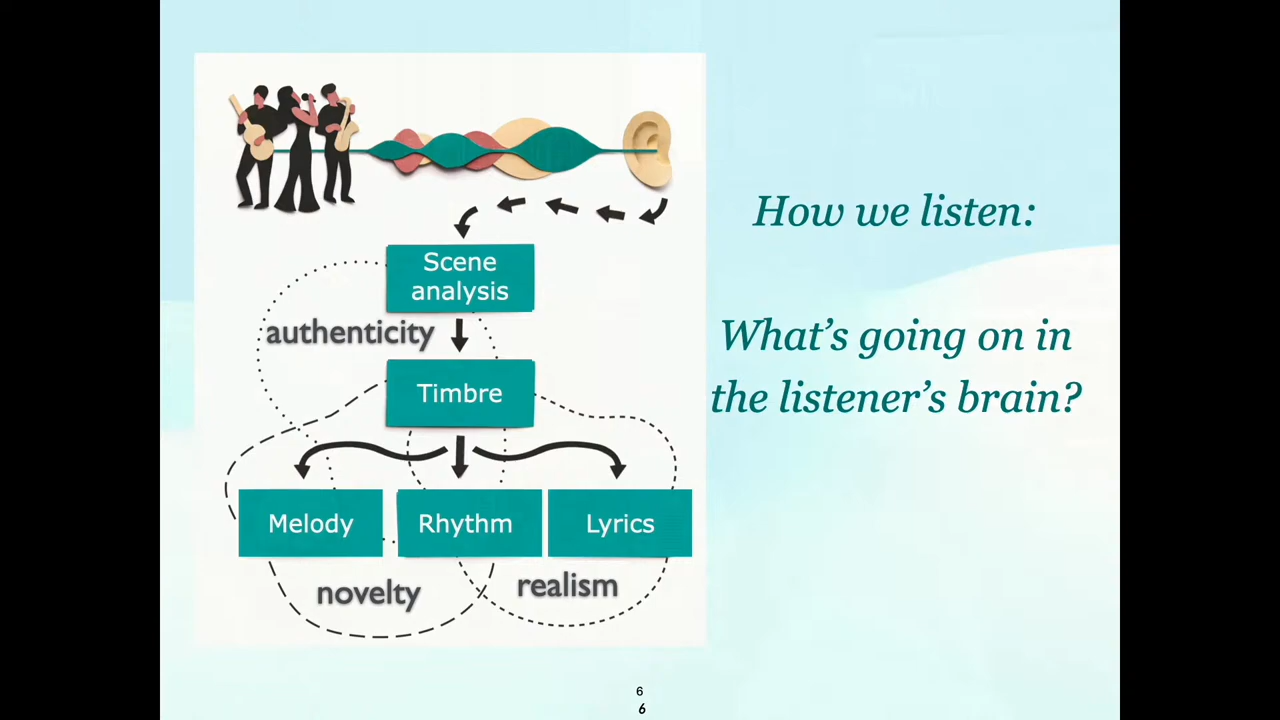 Scene
analysis
authenticity
Timbre
Melody
Rhythm
Lyrics
novelty
realism
How we listen:
What’s going on in
the listener’s brain?
6
6